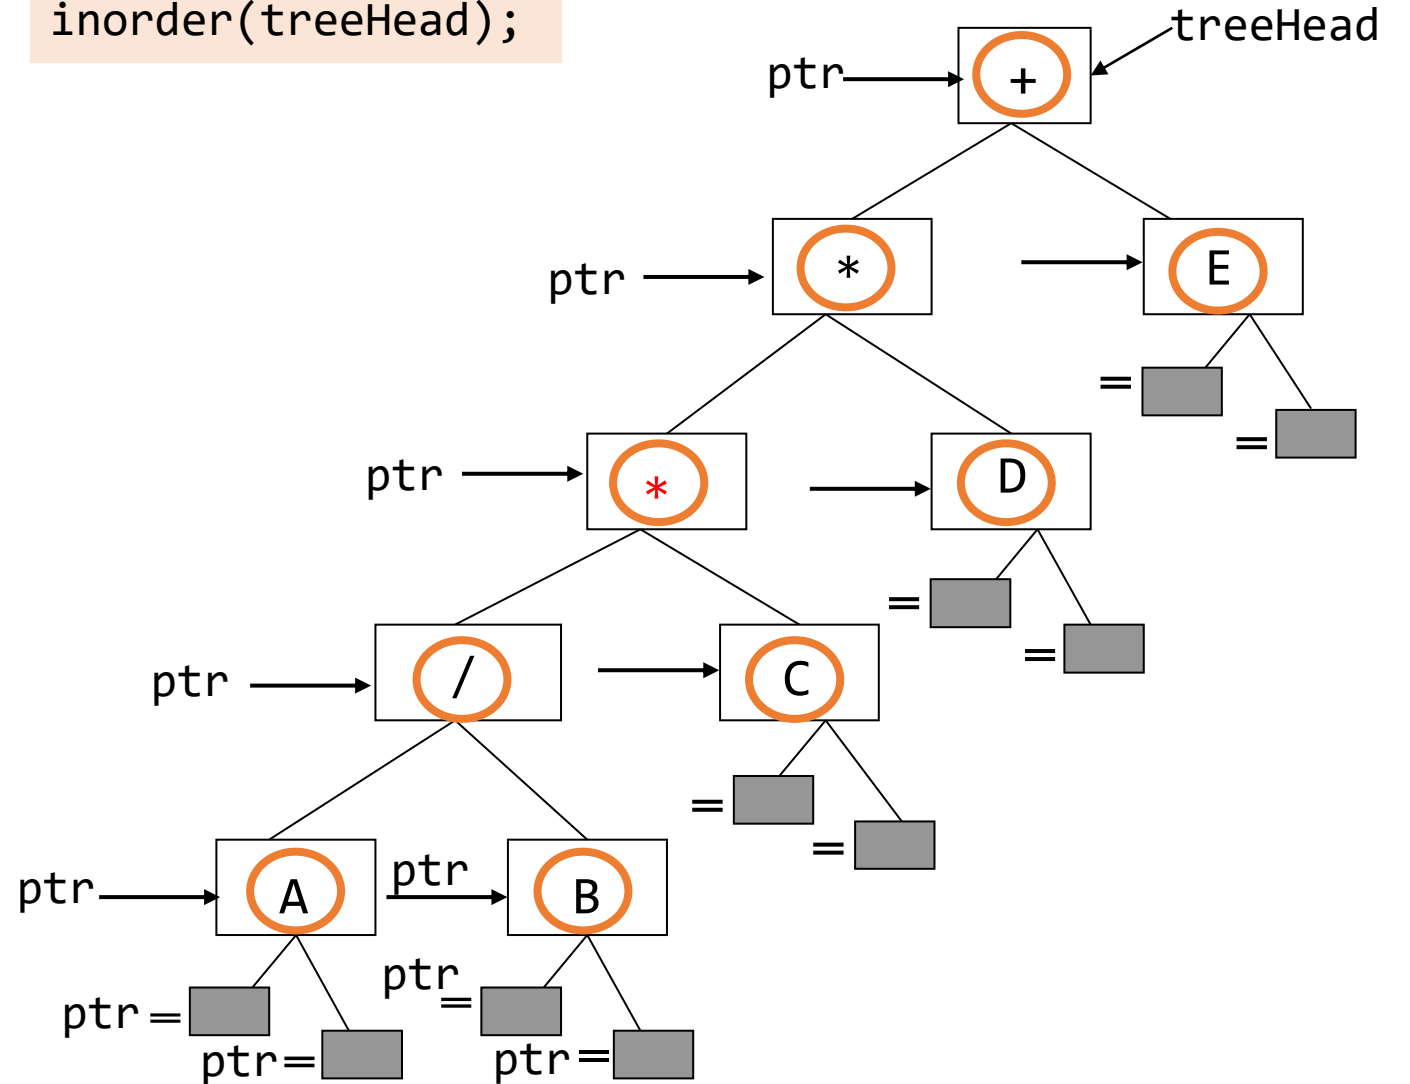 inorder(treeHead);
treeHead
ptr
+
ptr
*
E
=
=
ptr
*
D
=
=
ptr
/
C
=
=
ptr
A
ptr
B
ptr =
ptr =
ptr =
ptr =